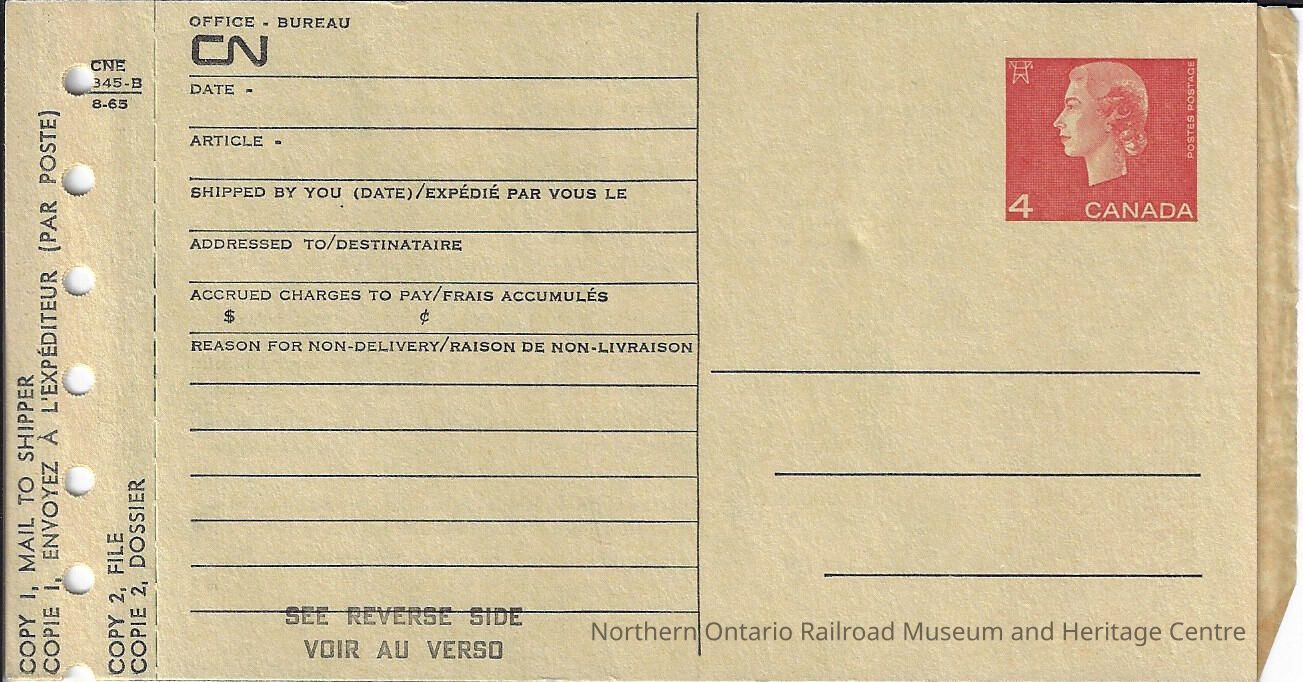 OFFICE - BUREAU
CN
CNE
845-B
8-65
DATE -
ARTICLE -
SHIPPED BY YOU (DATE)/EXPÉDIÉ PAR VOUS LE
ADDRESSED TO/DESTINATAIRE
ACCRUED CHARGES TO PAY/FRAIS ACCUMULÉS
$ ¢
REASON FOR NON-DELIVERY/RAISON DE NON-LIVRAISON
SEE REVERSE SIDE
VOIR AU VERSO
COPY 1, MAIL TO SHIPPER
COPIE 1, ENVOYEZ À L'EXPÉDITEUR (PAR POSTE)
COPY 2, FILE
COPIE 2, DOSSIER
POSTES POSTAGE
4 CANADA
Northern Ontario Railroad Museum and Heritage Centre